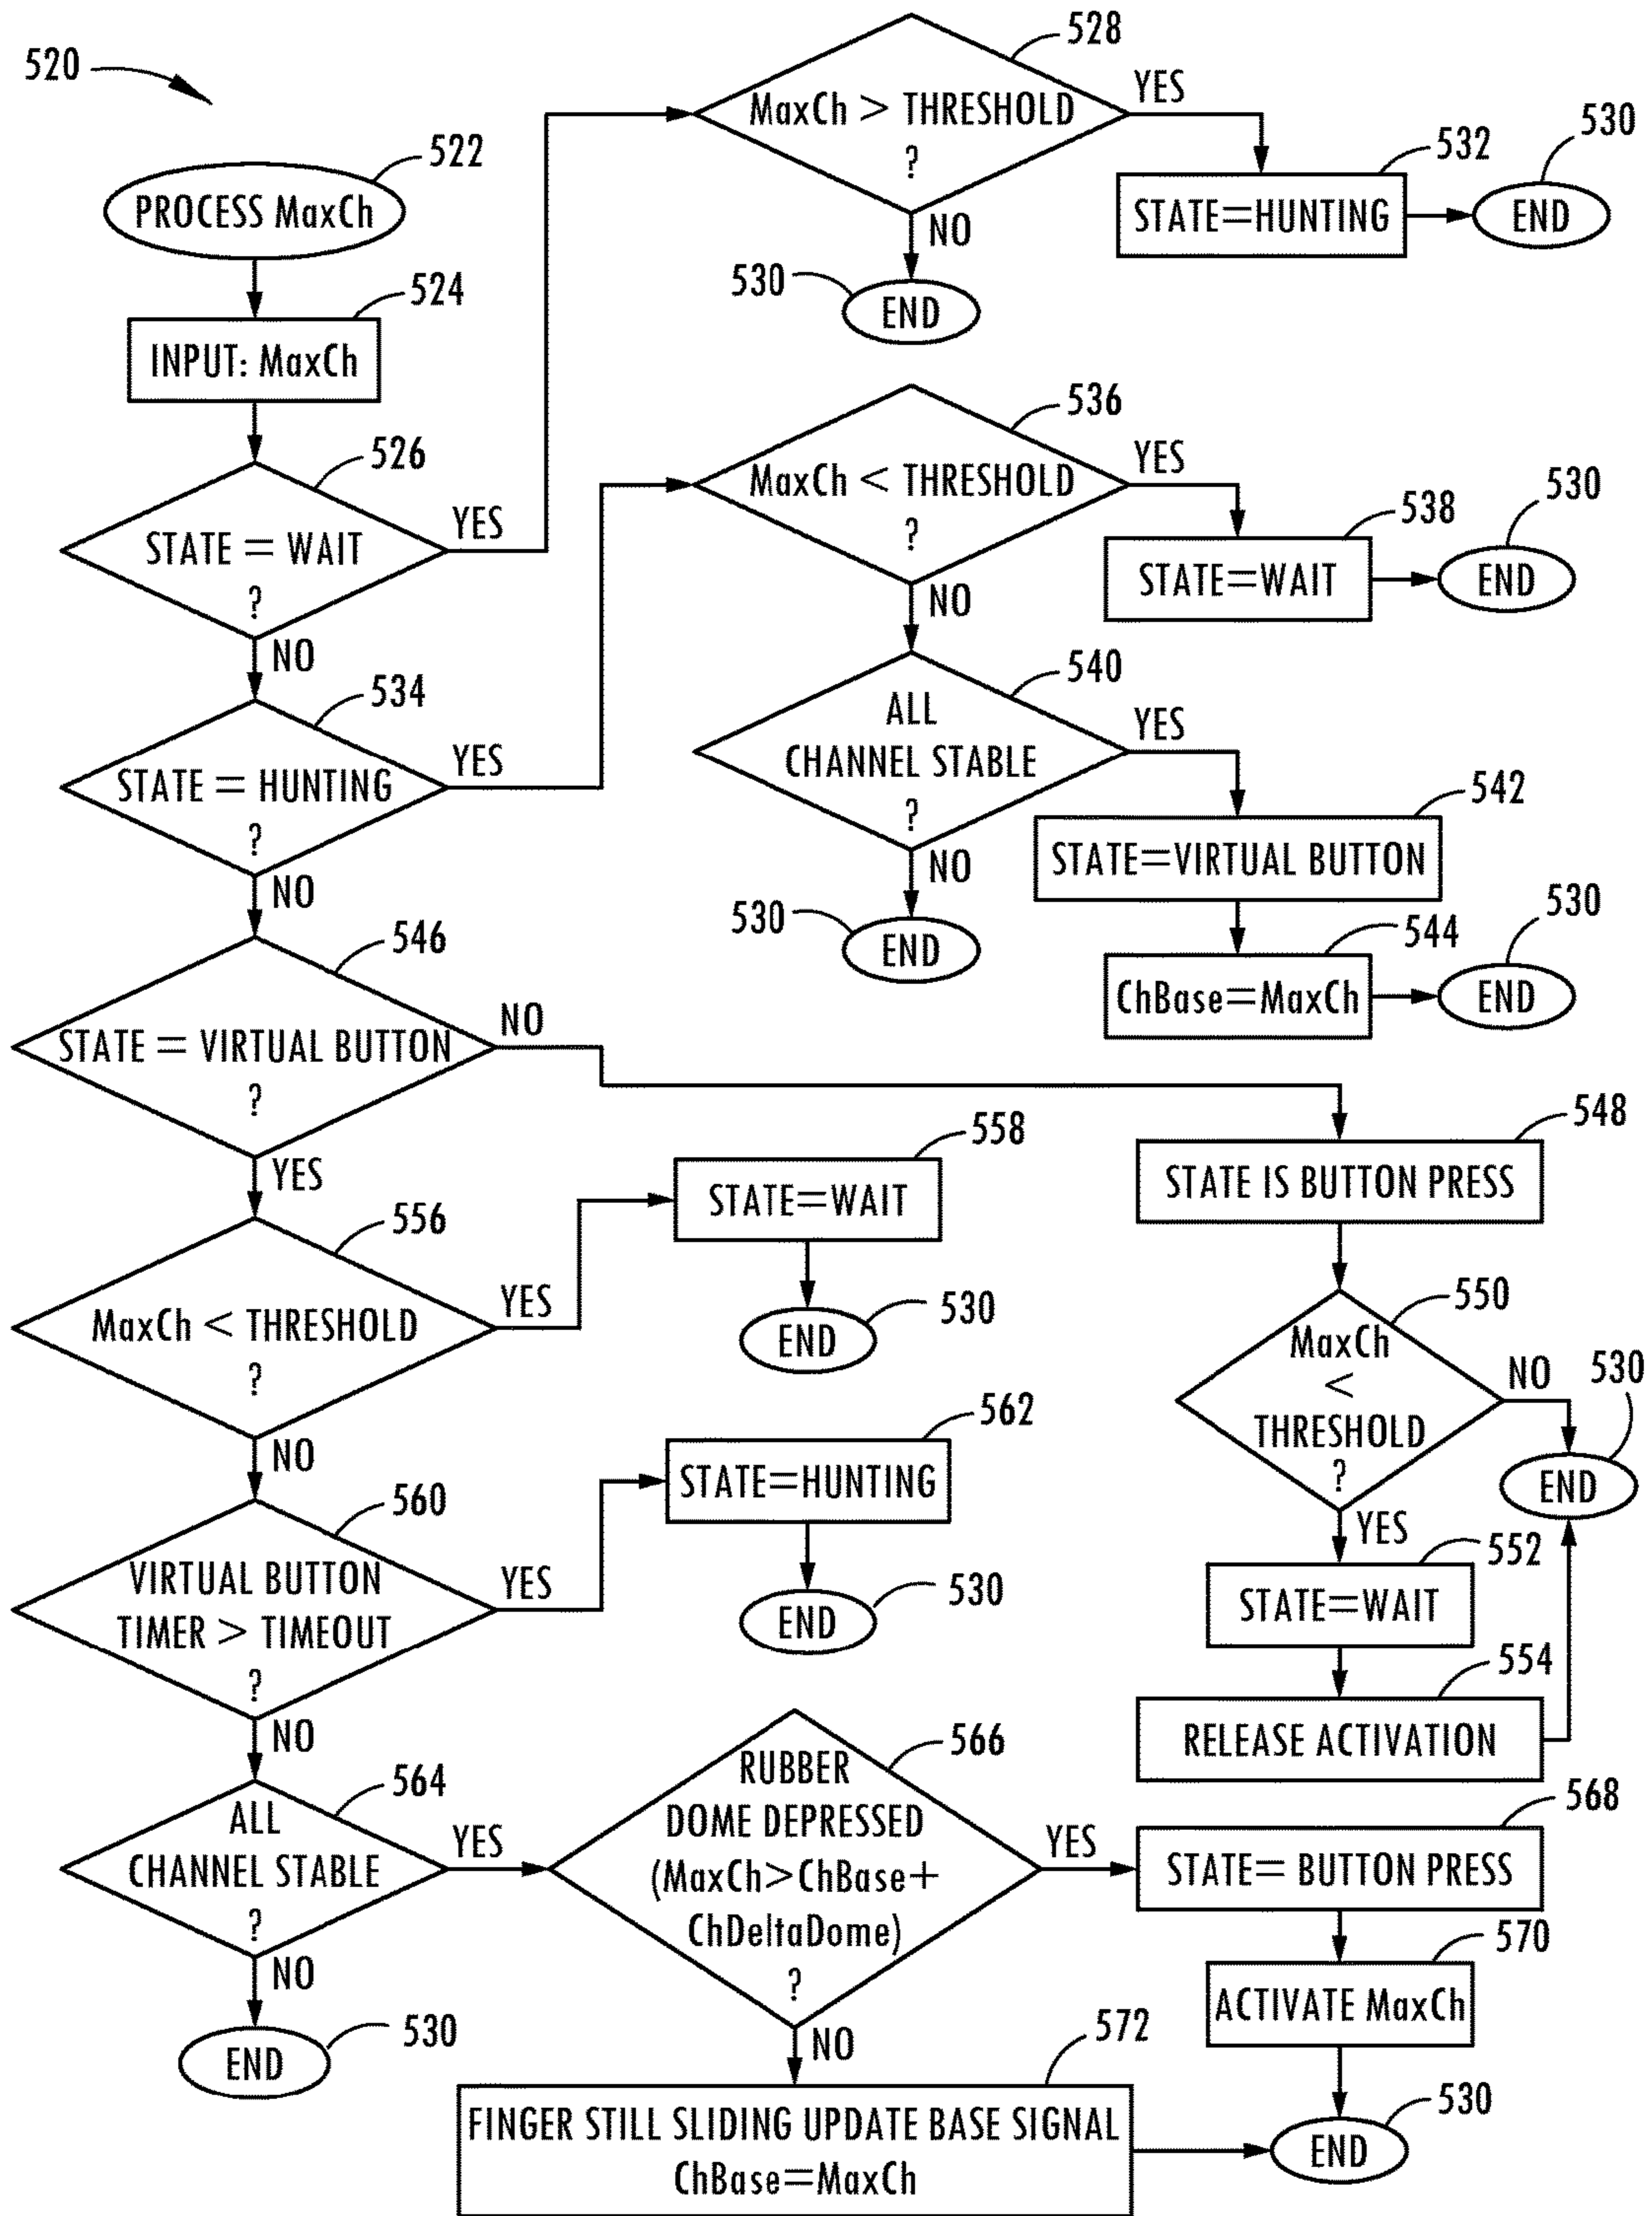 520
522
PROCESS MaxCh
524
INPUT: MaxCh
526
STATE = WAIT
?
YES
NO
528
MaxCh > THRESHOLD
?
YES
NO
530
END
532
STATE=HUNTING
530
END
534
STATE = HUNTING
?
YES
NO
536
MaxCh < THRESHOLD
?
YES
NO
538
STATE=WAIT
530
END
540
ALL
CHANNEL STABLE
?
YES
NO
530
END
542
STATE=VIRTUAL BUTTON
544
ChBase=MaxCh
530
END
546
STATE = VIRTUAL BUTTON
?
NO
YES
548
STATE IS BUTTON PRESS
550
MaxCh
<
THRESHOLD
?
NO
530
END
YES
552
STATE=WAIT
554
RELEASE ACTIVATION
556
MaxCh < THRESHOLD
?
YES
NO
558
STATE=WAIT
530
END
560
VIRTUAL BUTTON
TIMER > TIMEOUT
?
YES
NO
562
STATE=HUNTING
530
END
564
ALL
CHANNEL STABLE
?
YES
NO
530
END
566
RUBBER
DOME DEPRESSED
(MaxCh>ChBase+
ChDeltaDome)
?
YES
NO
568
STATE= BUTTON PRESS
570
ACTIVATE MaxCh
572
FINGER STILL SLIDING UPDATE BASE SIGNAL
ChBase=MaxCh
530
END